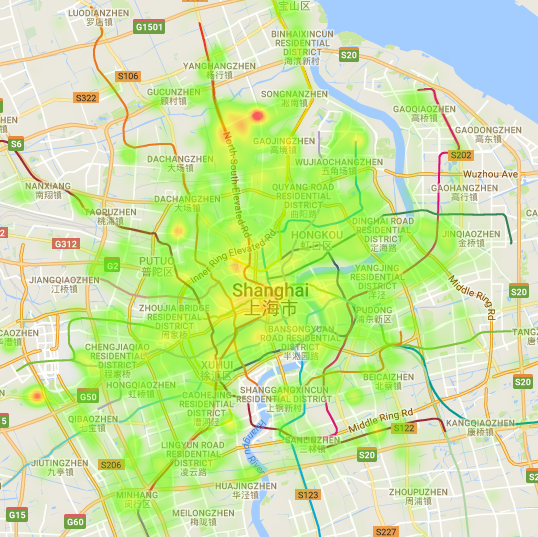 LUODIANZHEN
罗店镇
宝山区
G1501
BINHAIXINCUN
RESIDENTIAL
DISTRICT
海滨新村
S20
YANGHANGZHEN
杨行镇
S106
GUCUNZHEN
顾村镇
SONGNANZHEN
淞南镇
S322
GAOQIAOZHEN
高桥镇
GAODONGZHEN
高东镇
S6
GAOJINGZHEN
高境镇
DACHANGZHEN
大场镇
WUJIAOCHANGZHEN
五角场镇
S202
Wuzhou Ave
NANXIANG
南翔镇
North-South Elevated Rd
QUYANG ROAD
RESIDENTIAL
DISTRICT
曲阳路
GAOHANGZHEN
高行镇
DACHANGZHEN
大场镇
TAOPUZHEN
桃浦镇
DINGHAI ROAD
RESIDENTIAL
DISTRICT
定海路
JINQIAOZHEN
金桥镇
HONGKOU
虹口区
G312
Inner Ring Elevated Rd
G2
PUTUO
普陀区
YANGJING
RESIDENTIAL
DISTRICT
洋泾
JIANGQIAOZHEN
江桥镇
Shanghai
上海市
Middle Ring Rd
S20
ZHOUJIA BRIDGE
RESIDENTIAL
DISTRICT
周家桥
PUDONG
浦东新区
CAOZHEN
BANSONGYUAN
ROAD
RESIDENTIAL
DISTRICT
半淞园路
CHENGJIAQIAO
RESIDENTIAL
DISTRICT
程家桥
XUHUI
徐汇区
BEICAIZHEN
北蔡镇
S20
HONGQIAOZHEN
虹桥镇
G50
SHANGGANGXINCUN
RESIDENTIAL
DISTRICT
上钢新村
CAOHEJING
RESIDENTIAL
DISTRICT
漕河泾
QIBAOZHEN
七宝镇
Middle Ring Rd
S122
KANGQIAOZHEN
康桥镇
Huangpu River
SANLINZHEN
三林镇
S20
LINGYUN ROAD
RESIDENTIAL
DISTRICT
凌云路
JIUTINGZHEN
九亭镇
S206
HUAJINGZHEN
华泾镇
MINHANG
闵行区
S123
ZHOUPUZHEN
周浦镇
G15
G60
MEILONGZHEN
梅陇镇
S227